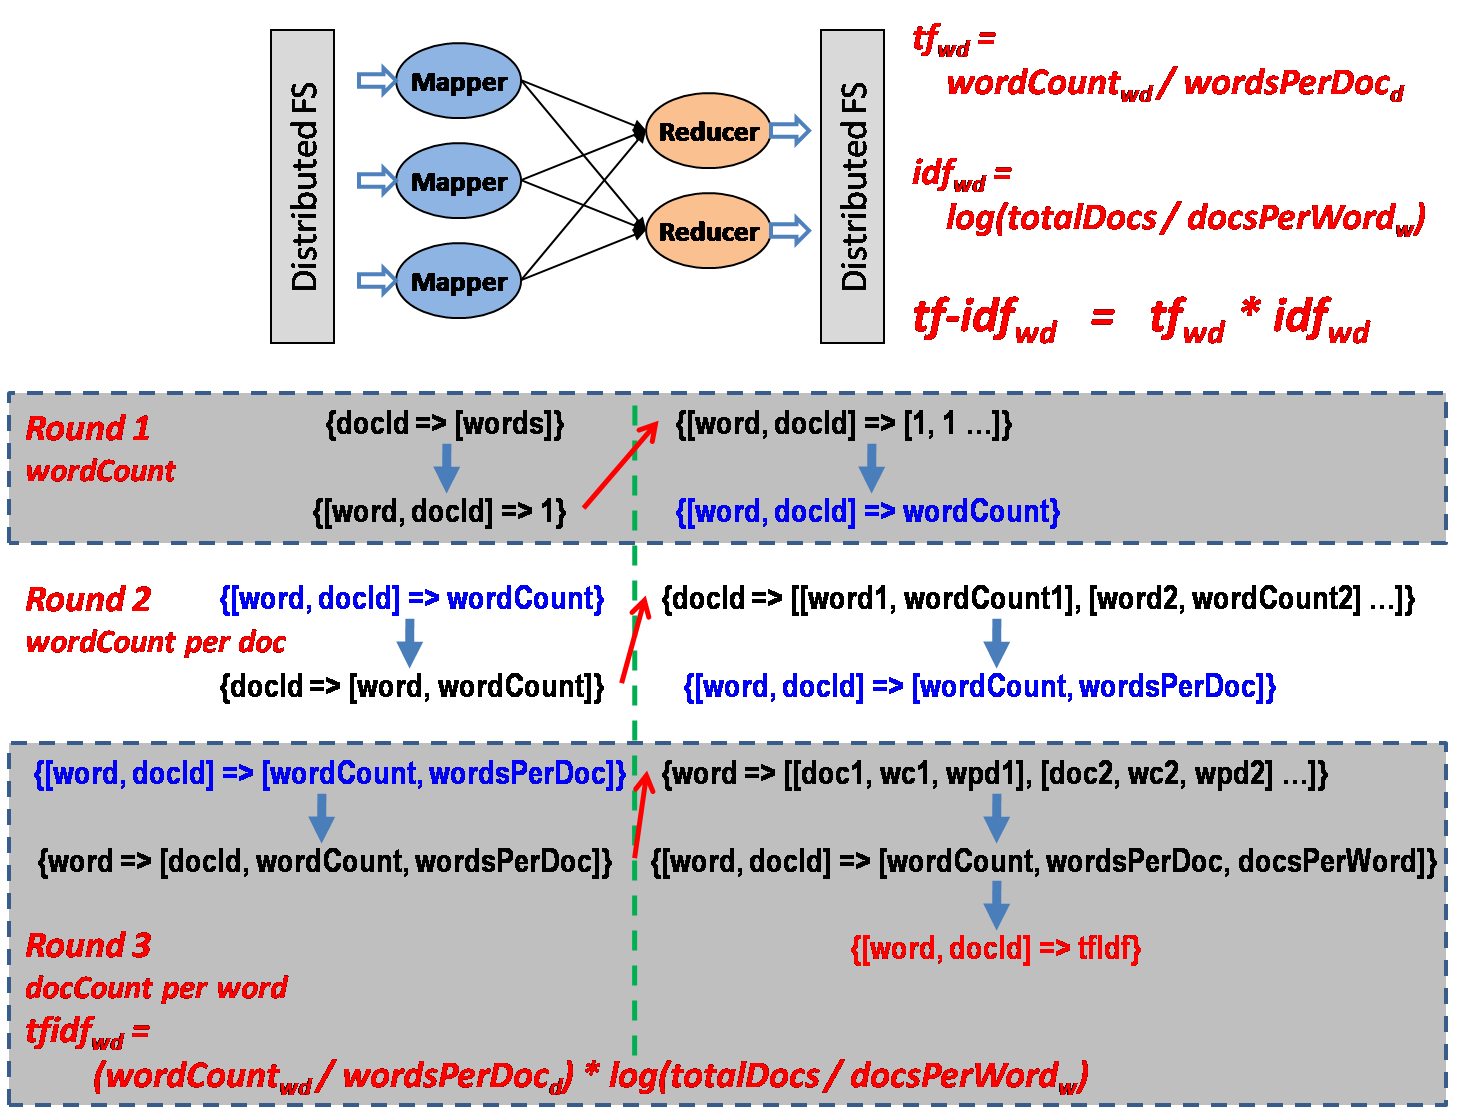 Distributed FS
Mapper
Mapper
Mapper
Reducer
Reducer
Distributed FS
tfwd =
wordCountwd / wordsPerDocd
idfwd =
log(totalDocs / docsPerWordw)
tf-idfwd = tfwd * idfwd
Round 1
wordCount
{docId => [words]}
{[word, docId] => 1}
{[word, docId] => [1, 1 …]}
{[word, docId] => wordCount}
Round 2
wordCount per doc
{[word, docId] => wordCount}
{docId => [word, wordCount]}
{docId => [[word1, wordCount1], [word2, wordCount2] …]}
{[word, docId] => [wordCount, wordsPerDoc]}
{[word, docId] => [wordCount, wordsPerDoc]}
{word => [docId, wordCount, wordsPerDoc]}
{word => [[doc1, wc1, wpd1], [doc2, wc2, wpd2] …]}
{[word, docId] => [wordCount, wordsPerDoc, docsPerWord]}
{[word, docId] => tfIdf}
Round 3
docCount per word
tfidfwd =
(wordCountwd / wordsPerDocd) * log(totalDocs / docsPerWordw)